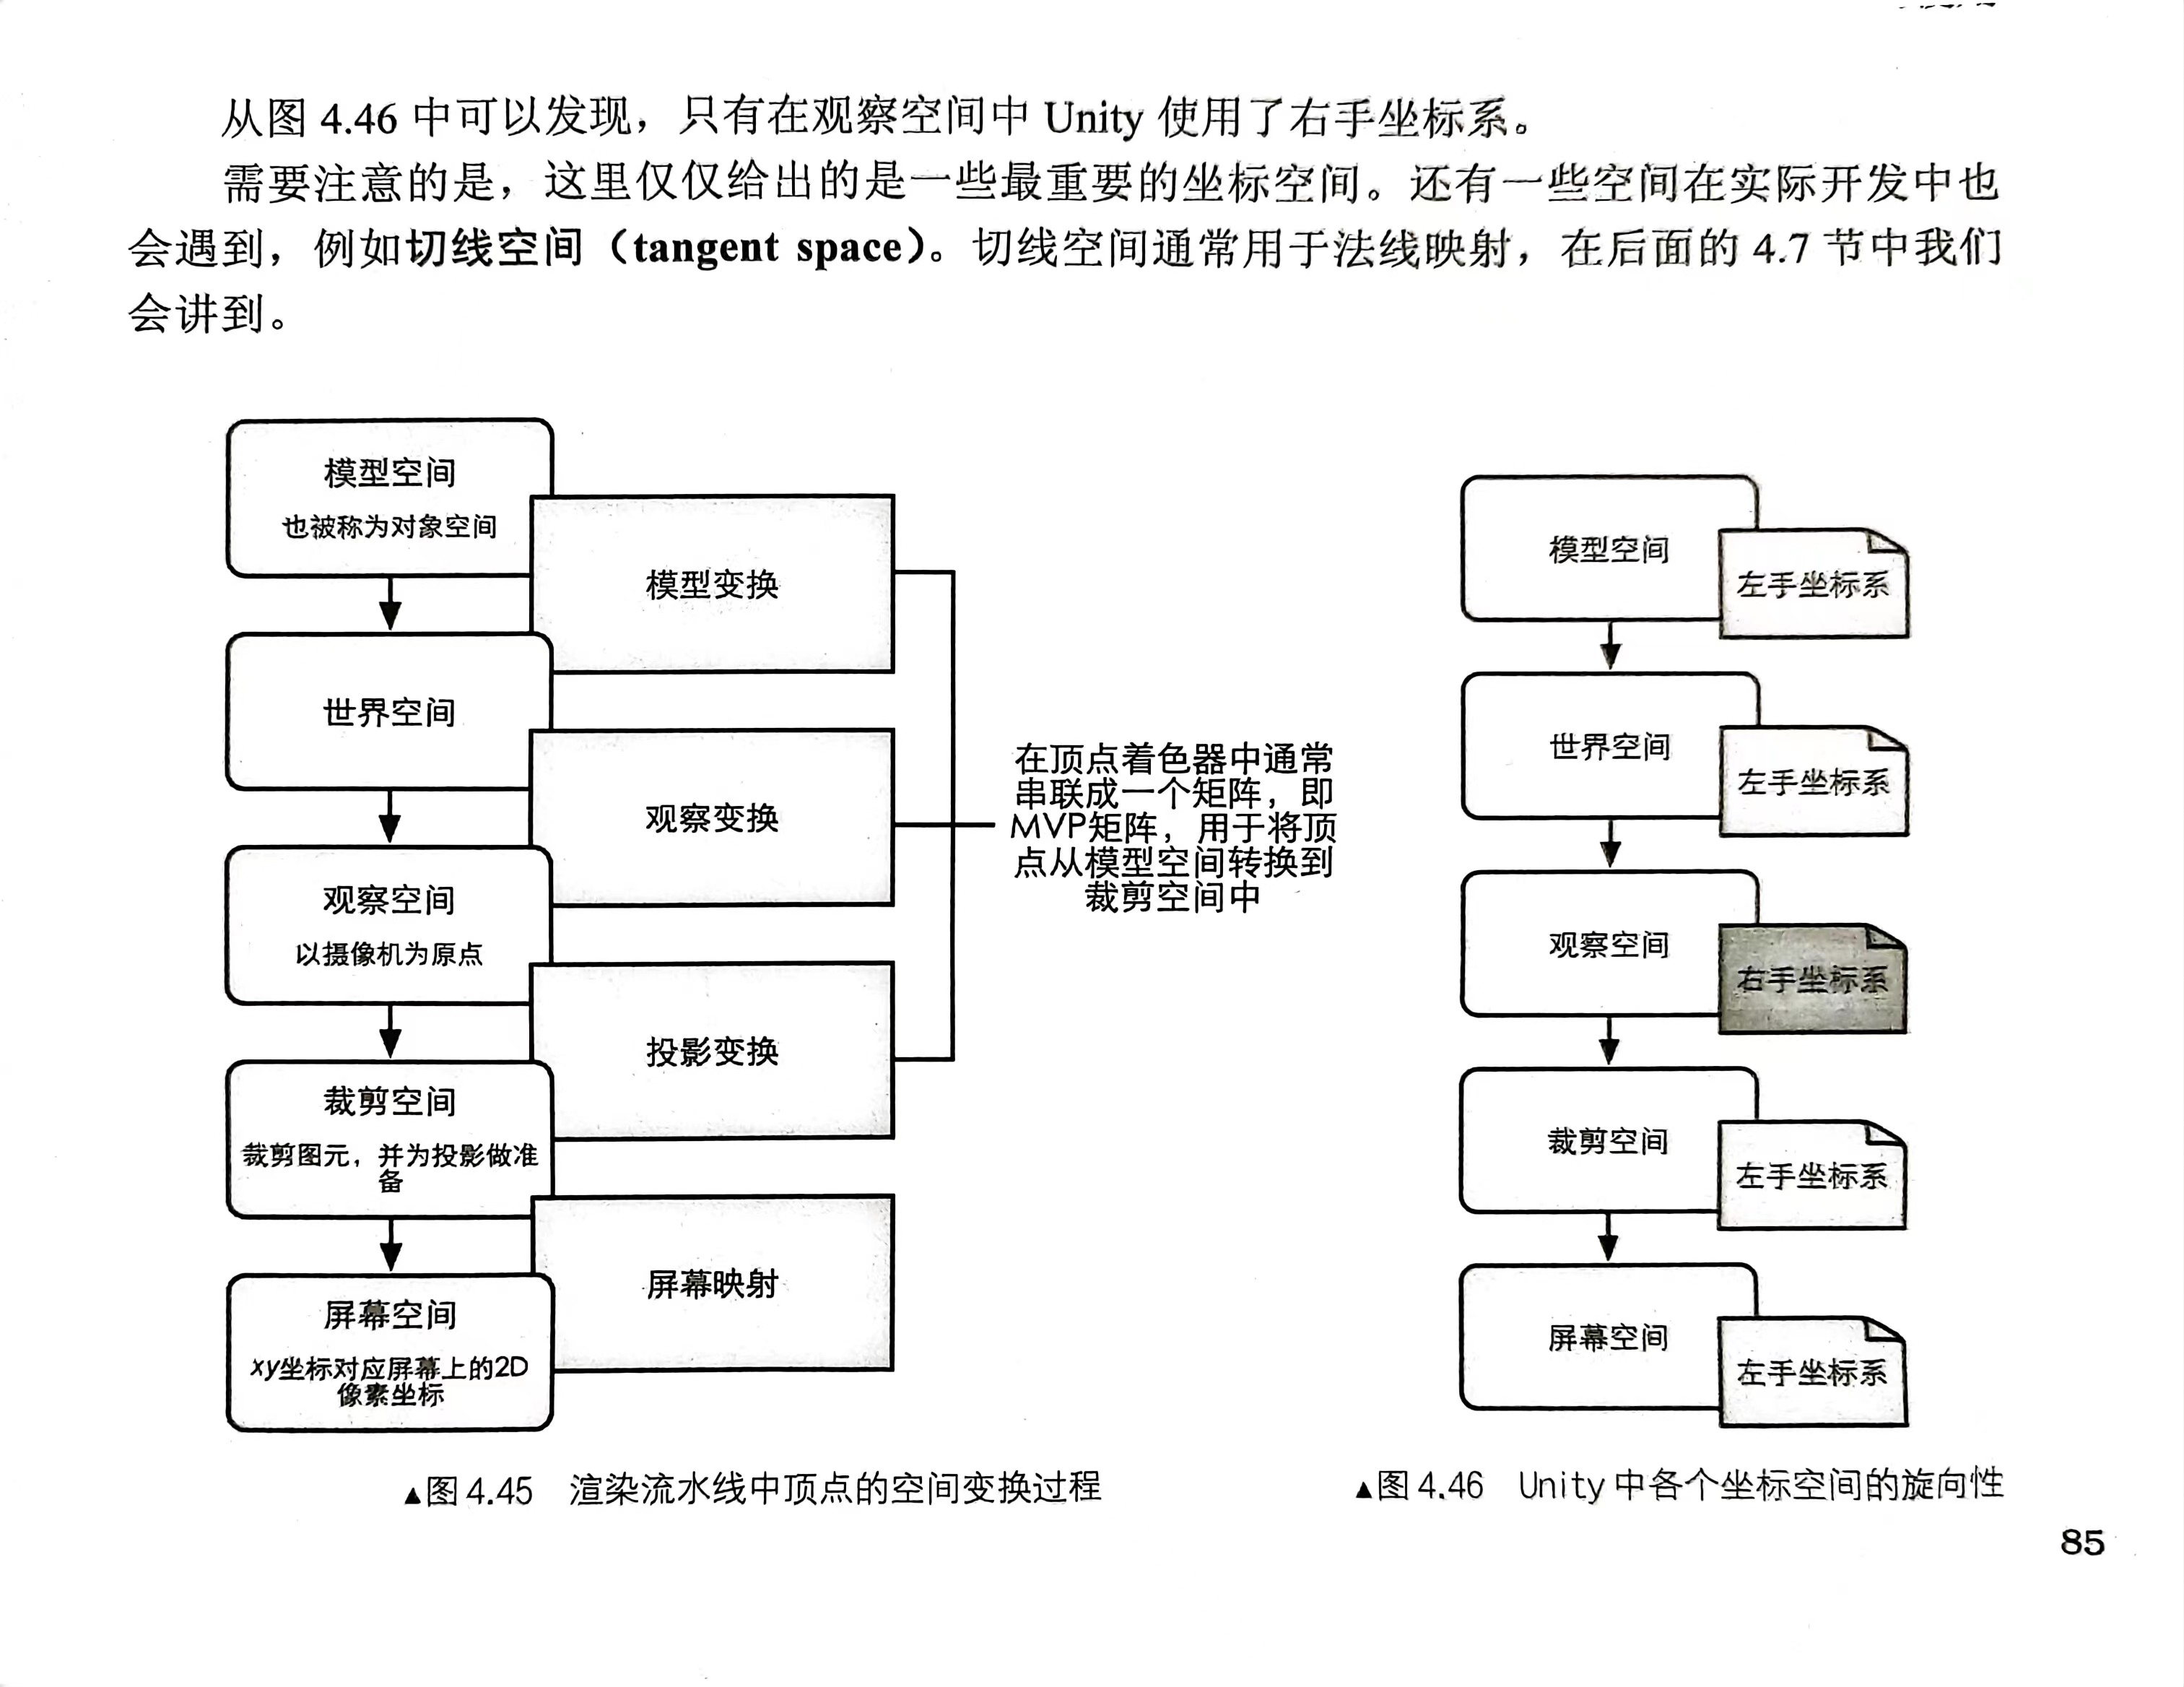 从图 4.46 中可以发现，只有在观察空间中 Unity 使用了右手坐标系。
需要注意的是，这里仅仅给出的是一些最重要的坐标空间。还有一些空间在实际开发中也
会遇到，例如切线空间（tangent space）。切线空间通常用于法线映射，在后面的 4.7 节中我们
会讲到。
模型空间
也被称为对象空间
模型变换
世界空间
观察变换
观察空间
以摄像机为原点
投影变换
裁剪空间
裁剪图元，并为投影做准
备
屏幕映射
屏幕空间
xy坐标对应屏幕上的2D
像素坐标
在顶点着色器中通常
串联成一个矩阵，即
MVP矩阵，用于将顶
点从模型空间转换到
裁剪空间中
▲图 4.45 渲染流水线中顶点的空间变换过程
模型空间
左手坐标系
世界空间
左手坐标系
观察空间
右手坐标系
裁剪空间
左手坐标系
屏幕空间
左手坐标系
▲图 4.46 Unity 中各个坐标空间的旋向性
85